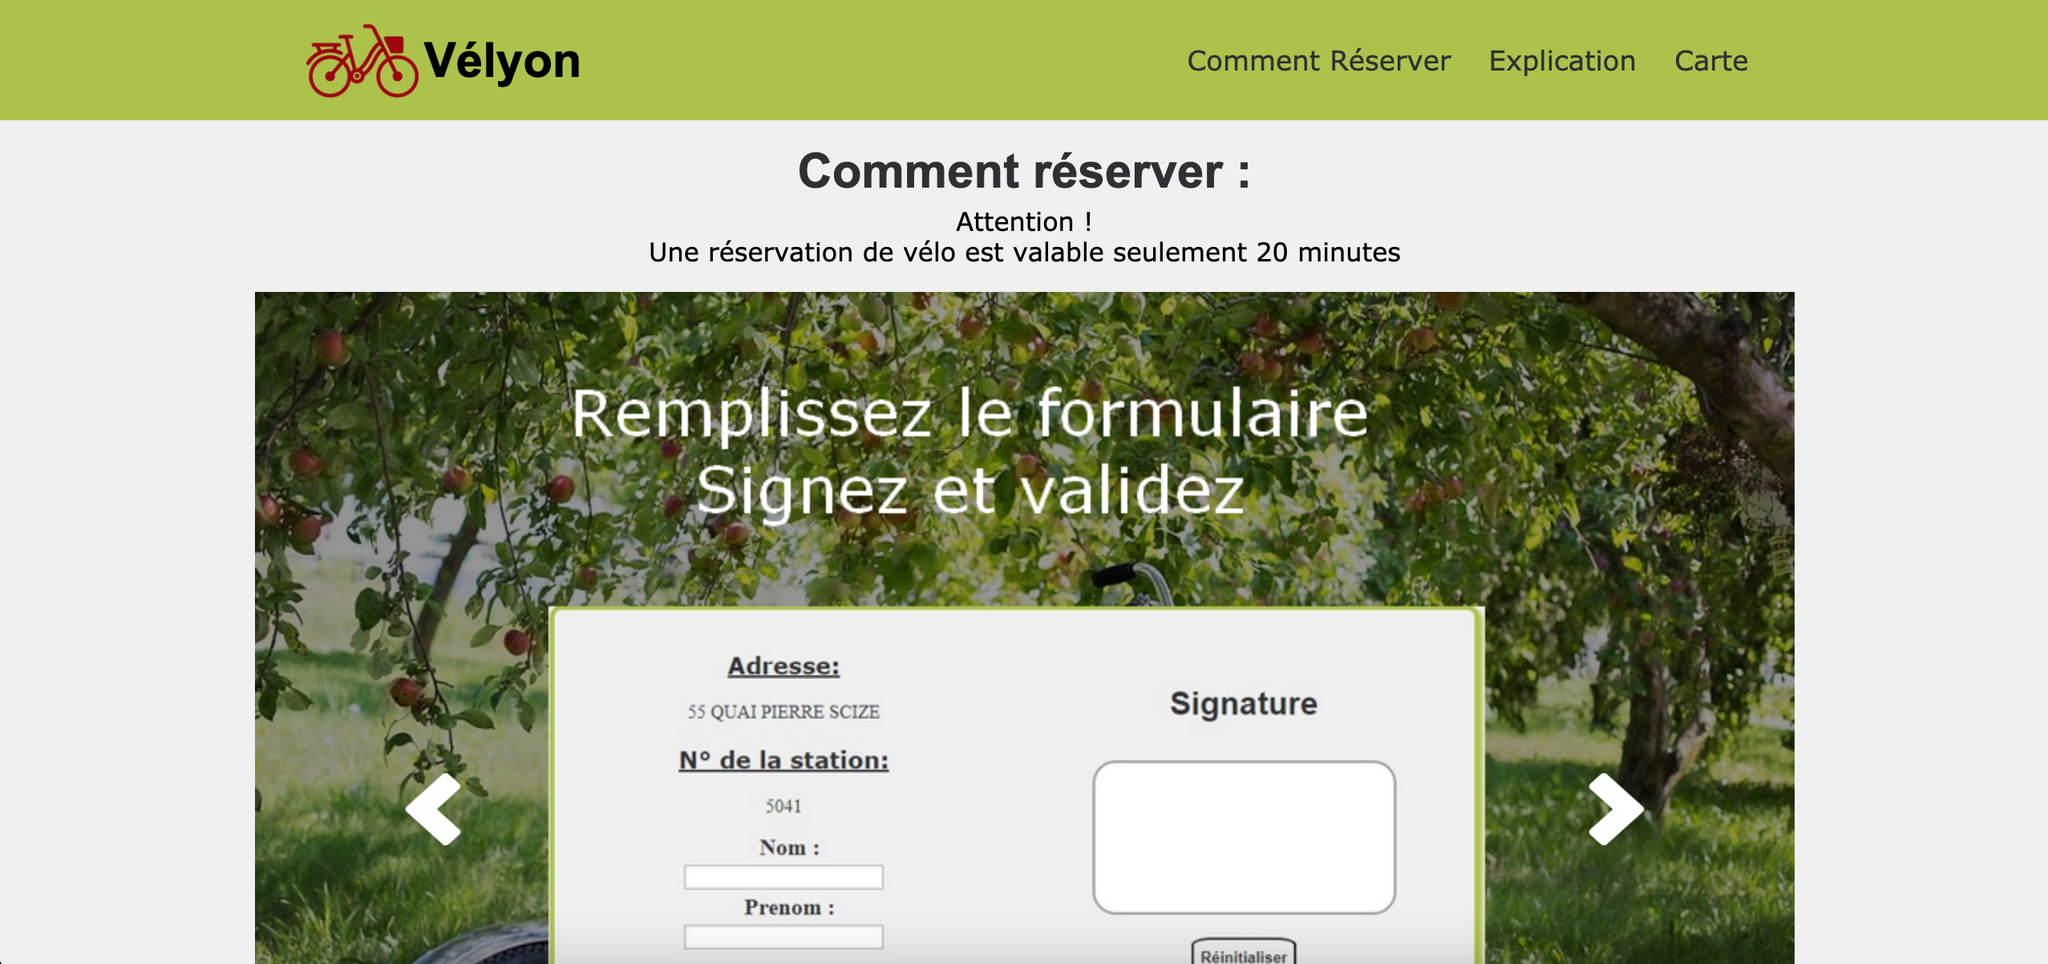 Vélyon
Comment Réserver
Explication
Carte
Comment réserver :
Attention !
Une réservation de vélo est valable seulement 20 minutes
Remplissez le formulaire
Signez et validez
Adresse:
55 QUAI PIERRE SCIZE
N° de la station:
5041
Nom :
Prenom :
Signature
Réinitialiser